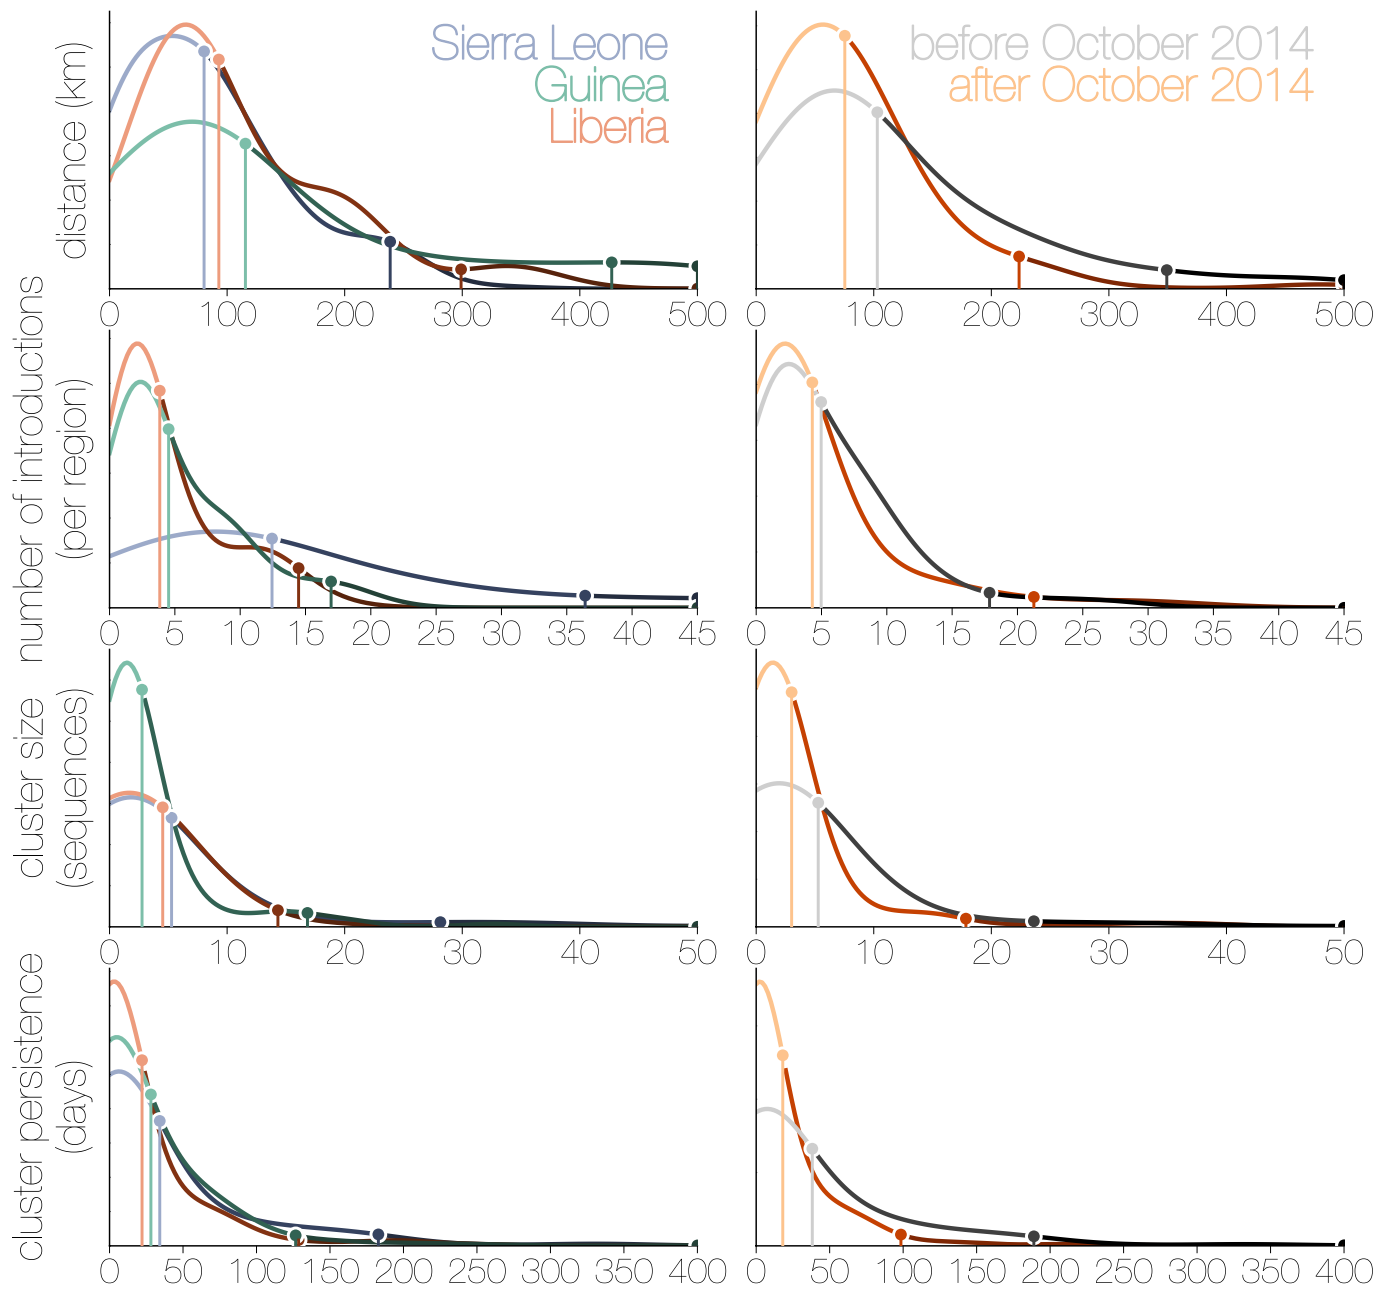 distance (km)
Sierra Leone
Guinea
Liberia
0 100 200 300 400 500
before October 2014
after October 2014
0 100 200 300 400 500
number of introductions
(per region)
0 5 10 15 20 25 30 35 40 45
0 5 10 15 20 25 30 35 40 45
cluster size
(sequences)
0 10 20 30 40 50
0 10 20 30 40 50
cluster persistence
(days)
0 50 100 150 200 250 300 350 400
0 50 100 150 200 250 300 350 400